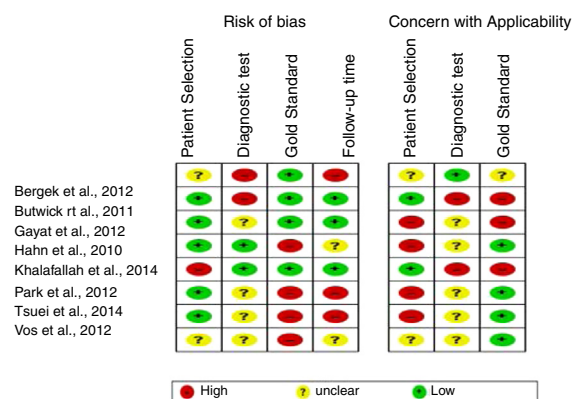 Risk of bias
Concern with Applicability
Patient Selection
Diagnostic test
Gold Standard
Follow-up time
Patient Selection
Diagnostic test
Gold Standard
? - + - ? + ?
Bergek et al., 2012
+ - + + + - -
Butwick rt al., 2011
+ ? + + - ? -
Gayat et al., 2012
+ + - ? - ? +
Hahn et al., 2010
- + + + + - -
Khalafallah et al., 2014
+ ? - - - ? +
Park et al., 2012
+ ? - - - ? +
Tsuei et al., 2014
? ? - ? ? ? +
Vos et al., 2012
- High ? unclear + Low